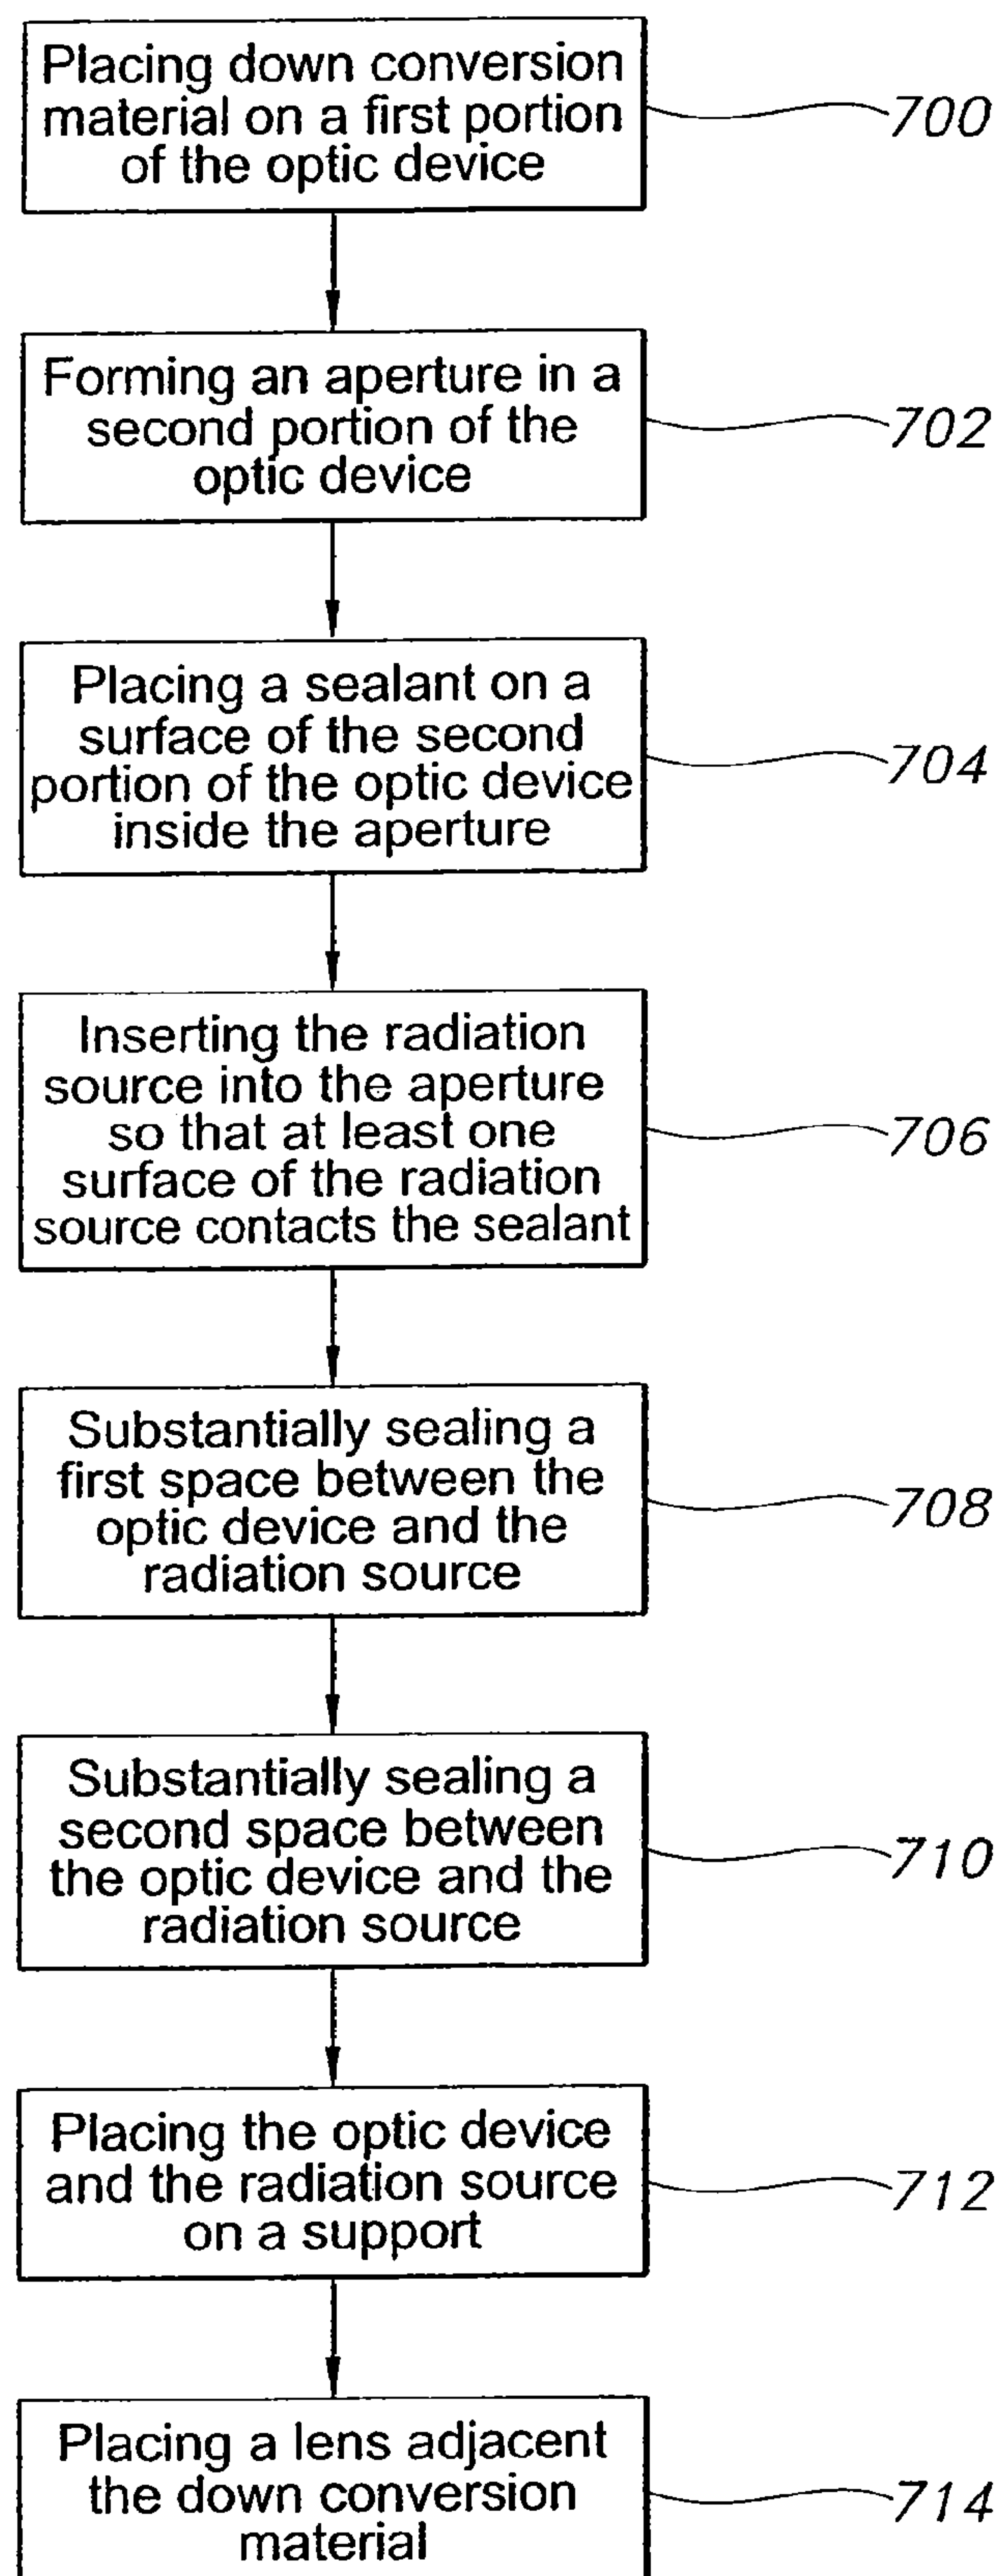 Placing down conversion
material on a first portion
of the optic device
700
Forming an aperture in a
second portion of the
optic device
702
Placing a sealant on a
surface of the second
portion of the optic device
inside the aperture
704
Inserting the radiation
source into the aperture
so that at least one
surface of the radiation
source contacts the sealant
706
Substantially sealing a
first space between the
optic device and the
radiation source
708
Substantially sealing a
second space between
the optic device and the
radiation source
710
Placing the optic device
and the radiation source
on a support
712
Placing a lens adjacent
the down conversion
material
714